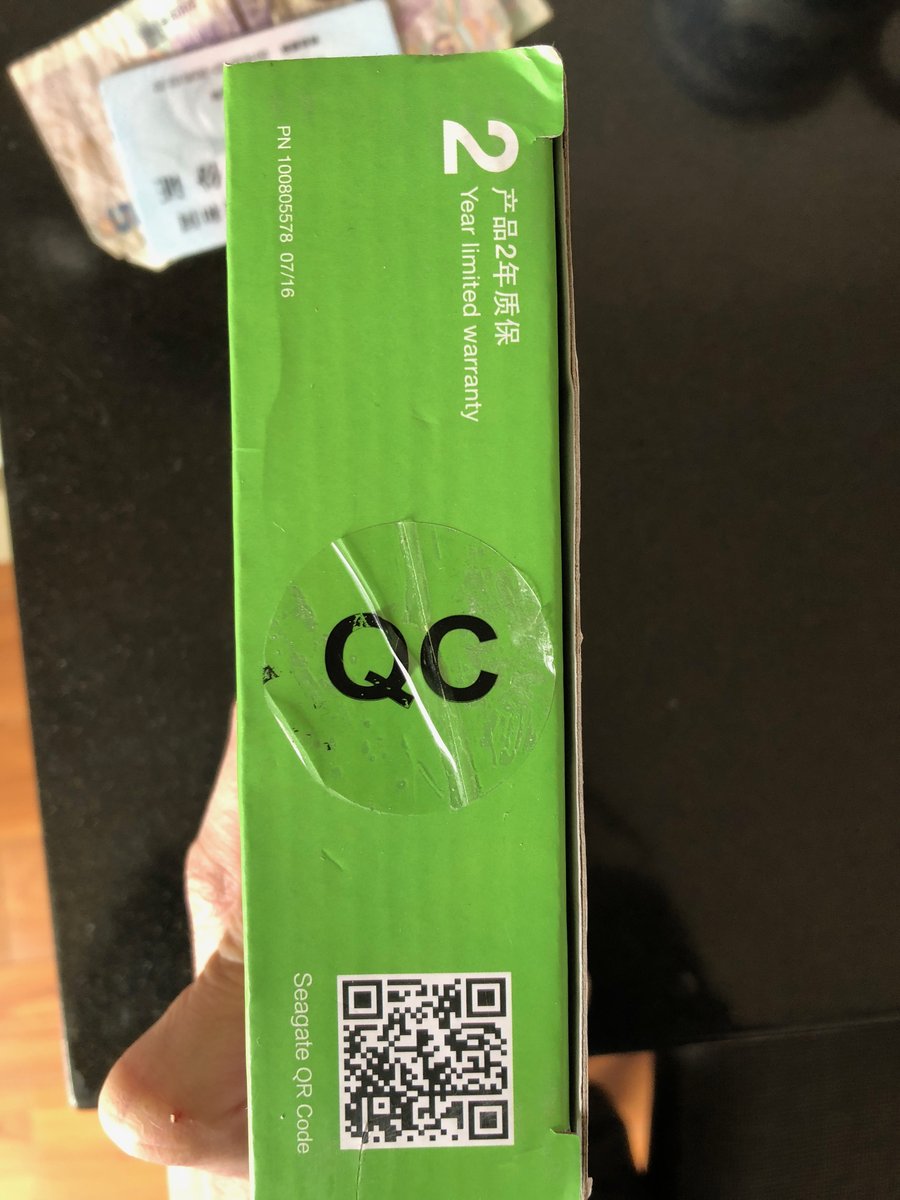 2
产品2年质保
Year limited warranty
PN 100805578 07/16
QC
Seagate QR Code